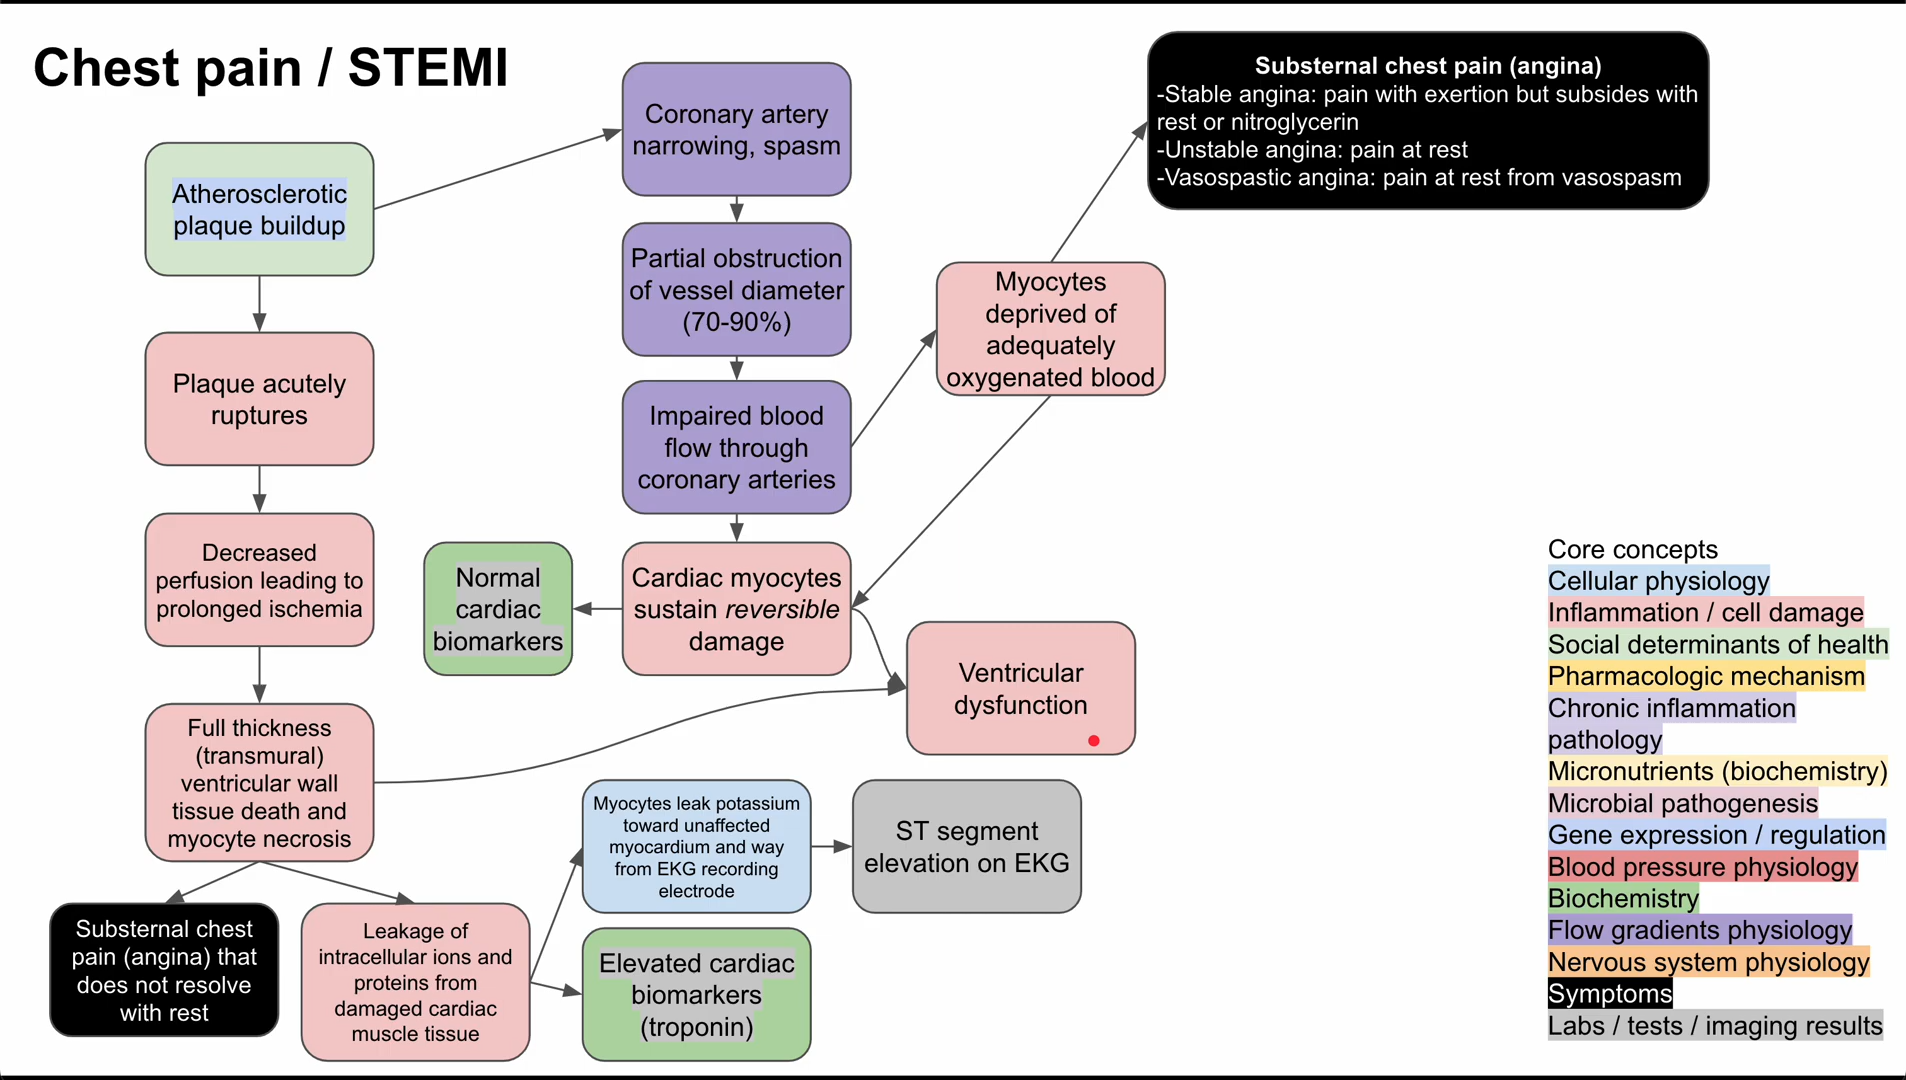 Chest pain / STEMI
Atherosclerotic
plaque buildup
Plaque acutely
ruptures
Decreased
perfusion leading to
prolonged ischemia
Full thickness
(transmural)
ventricular wall
tissue death and
myocyte necrosis
Substernal chest
pain (angina) that
does not resolve
with rest
Leakage of
intracellular ions and
proteins from
damaged cardiac
muscle tissue
Coronary artery
narrowing, spasm
Partial obstruction
of vessel diameter
(70-90%)
Impaired blood
flow through
coronary arteries
Cardiac myocytes
sustain reversible
damage
Normal
cardiac
biomarkers
Myocytes leak potassium
toward unaffected
myocardium and way
from EKG recording
electrode
Elevated cardiac
biomarkers
(troponin)
ST segment
elevation on EKG
Ventricular
dysfunction
Myocytes
deprived of
adequately
oxygenated blood
Substernal chest pain (angina)
-Stable angina: pain with exertion but subsides with
rest or nitroglycerin
-Unstable angina: pain at rest
-Vasospastic angina: pain at rest from vasospasm
Core concepts
Cellular physiology
Inflammation / cell damage
Social determinants of health
Pharmacologic mechanism
Chronic inflammation
pathology
Micronutrients (biochemistry)
Microbial pathogenesis
Gene expression / regulation
Blood pressure physiology
Biochemistry
Flow gradients physiology
Nervous system physiology
Symptoms
Labs / tests / imaging results